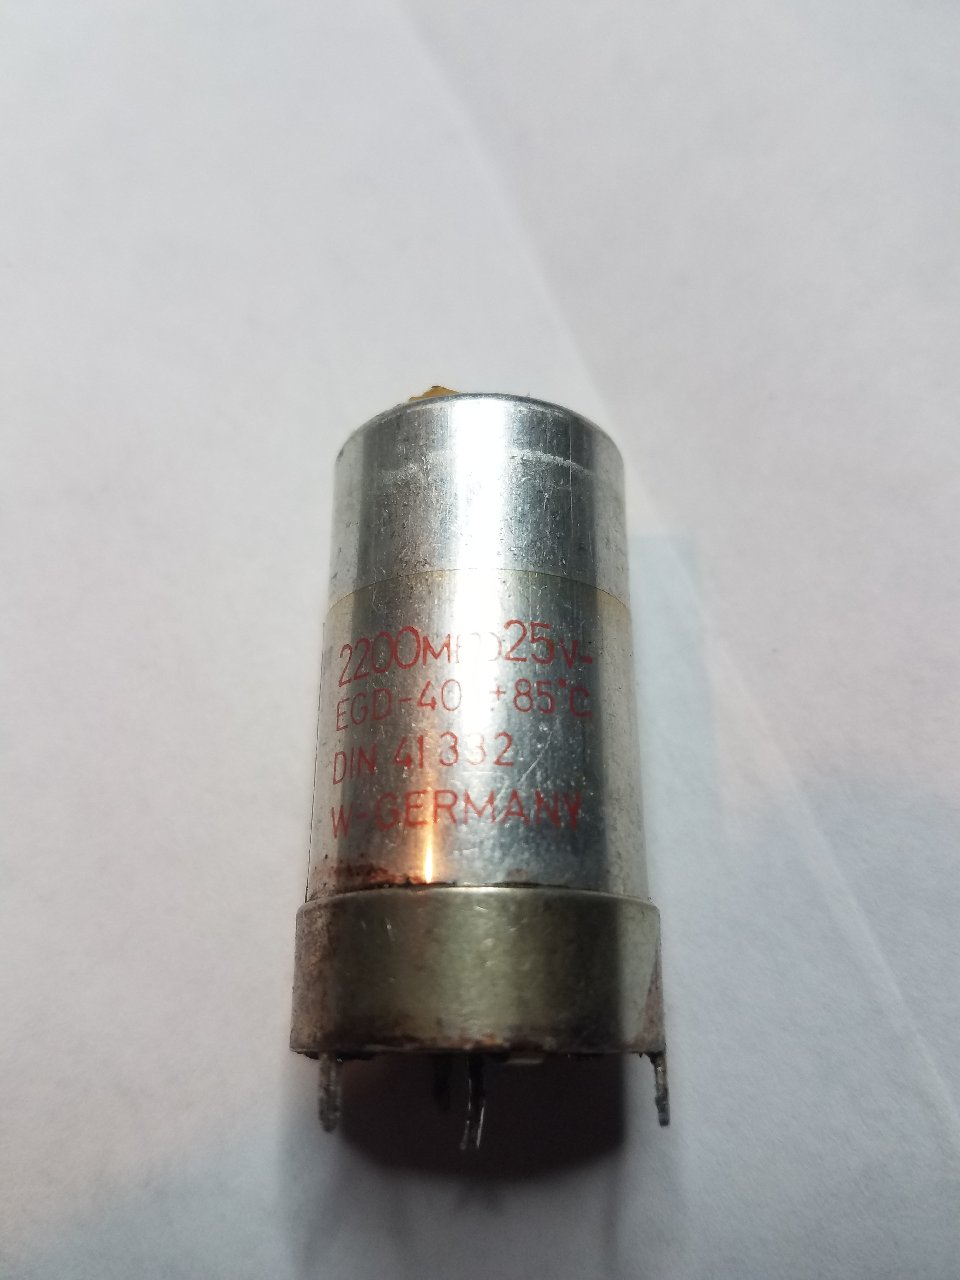 2200MFD25V-
EGD-40 +85°C
DIN 41332
W-GERMANY